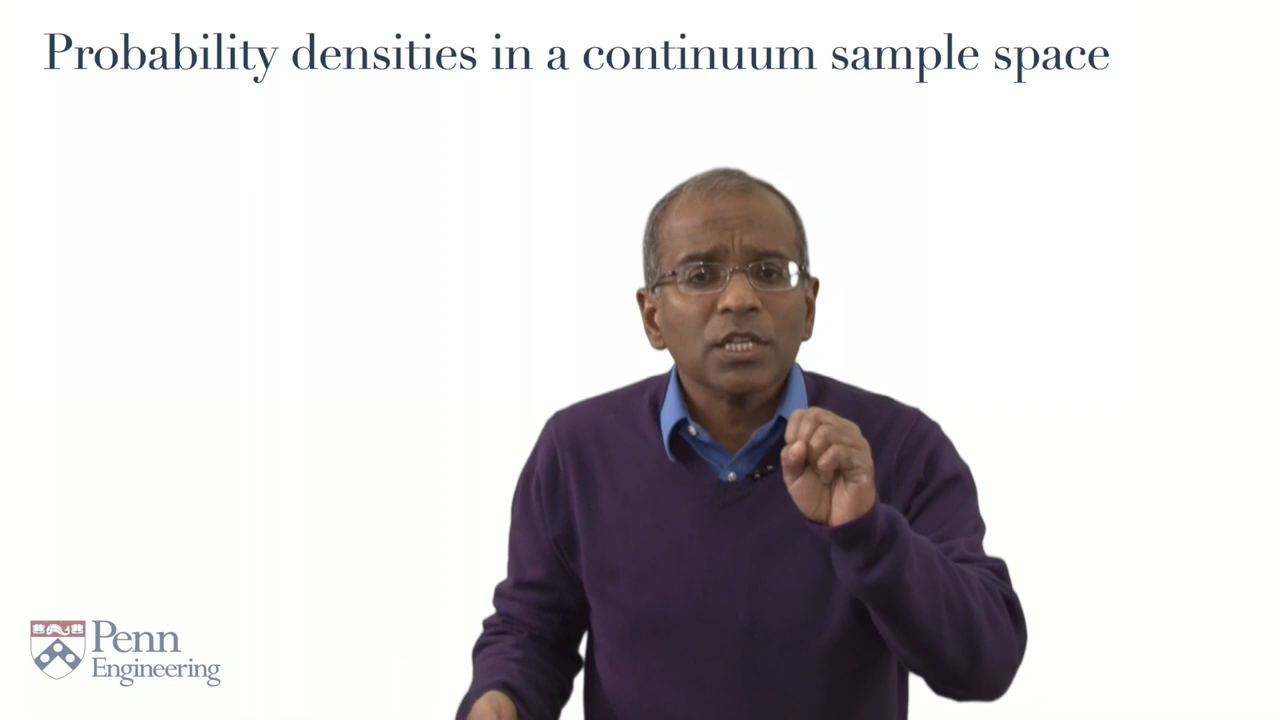 Probability densities in a continuum sample space
Penn
Engineering